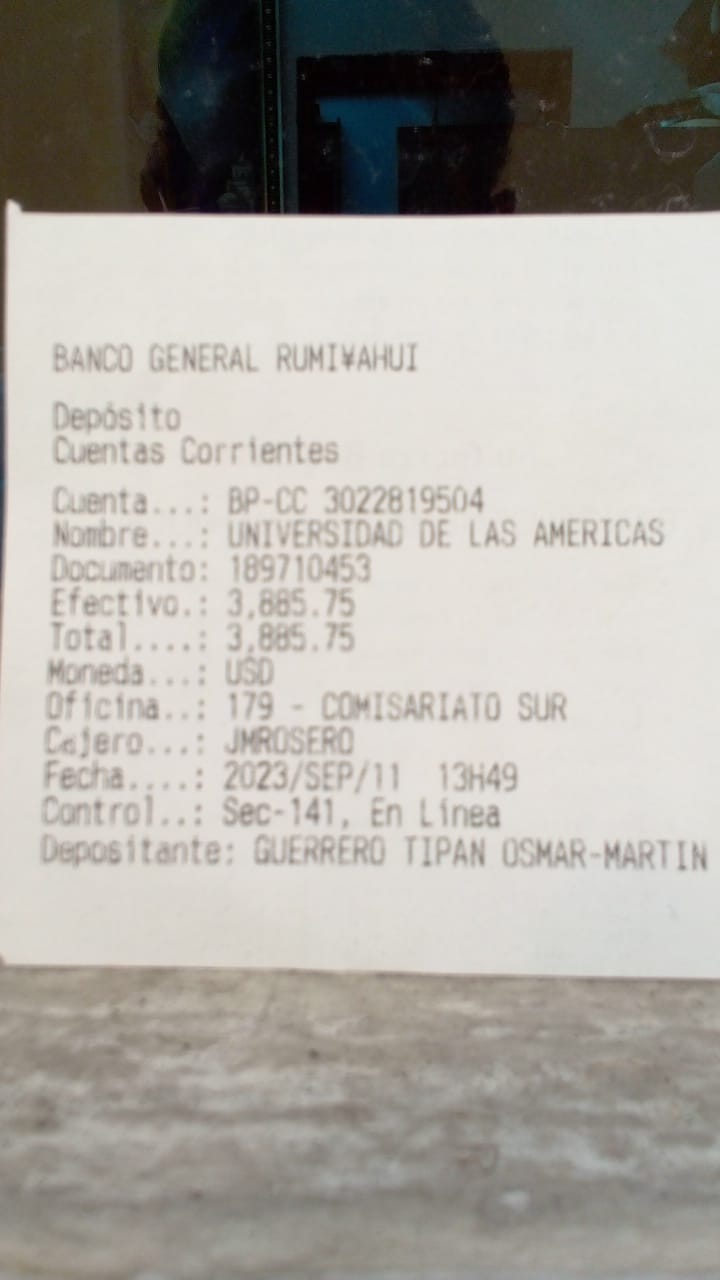 BANCO GENERAL RUMI¥AHUI
Depósito
Cuentas Corrientes
Cuenta...: BP-CC 3022819504
Nombre...: UNIVERSIDAD DE LAS AMERICAS
Documento: 189710453
Efectivo.: 3,885.75
Total....: 3,885.75
Moneda...: USD
Oficina..: 179 - COMISARIATO SUR
Cajero...: JMROSERO
Fecha....: 2023/SEP/11 13H49
Control..: Sec-141, En Línea
Depositante: GUERRERO TIPAN OSMAR-MARTIN